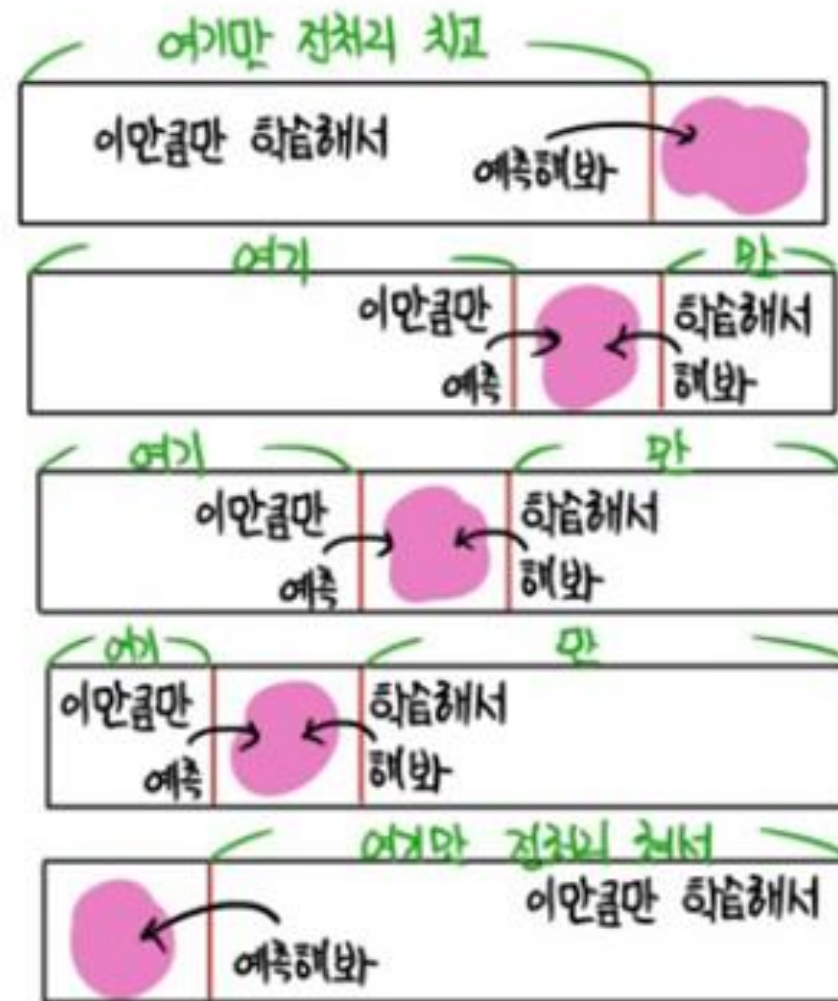 여기만 전처리 치고
이만큼만 학습해서
예측해봐
여기 만
이만큼만 학습해서
예측 해봐
여기 만
이만큼만 학습해서
예측 해봐
여기 만
이만큼만 학습해서
예측 해봐
여기만 전처리 쳐서
이만큼만 학습해서
예측해봐